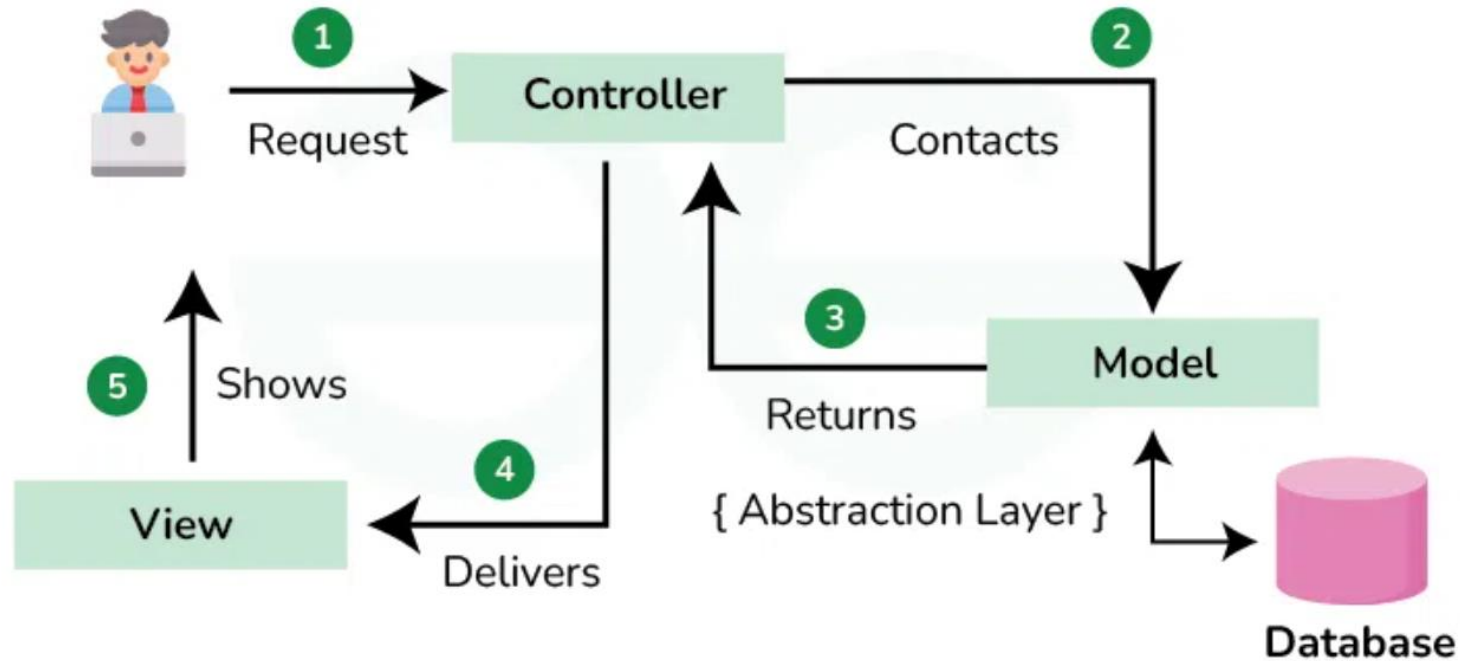 1
2
Controller
Request
Contacts
3
Model
5
Shows
Returns
4
{ Abstraction Layer }
View
Delivers
Database